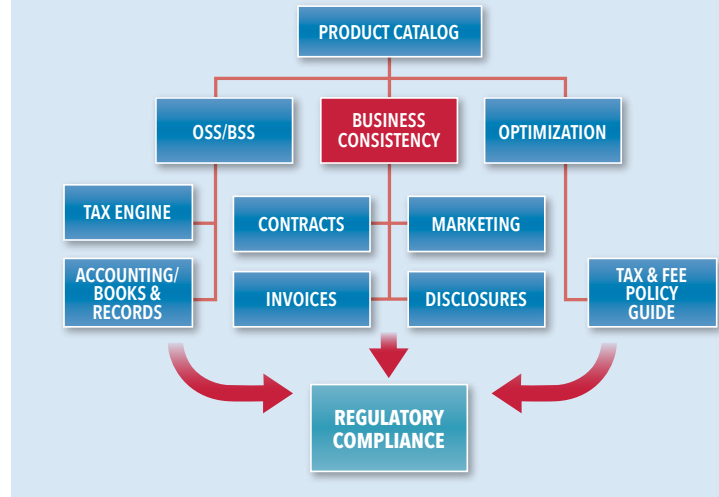 PRODUCT CATALOG
OSS/BSS
BUSINESS
CONSISTENCY
OPTIMIZATION
TAX ENGINE
CONTRACTS
MARKETING
ACCOUNTING/
BOOKS &
RECORDS
INVOICES
DISCLOSURES
TAX & FEE
POLICY
GUIDE
REGULATORY
COMPLIANCE